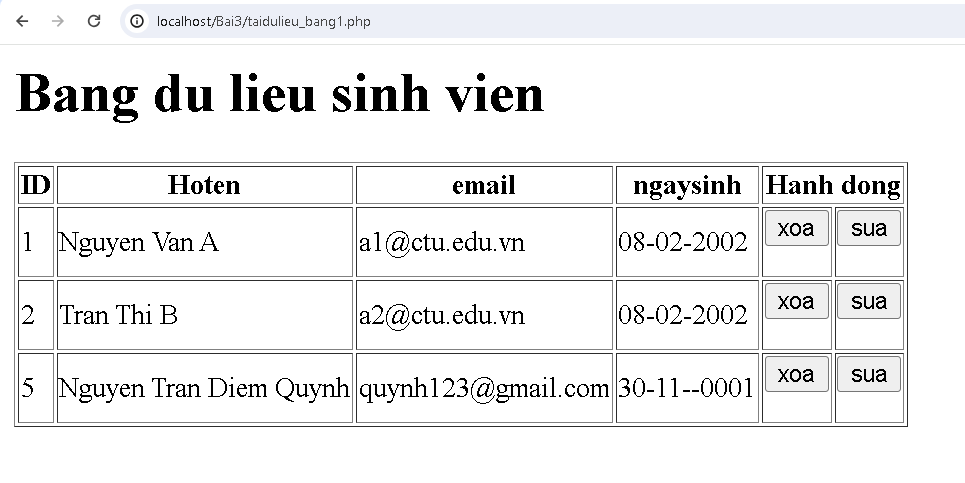 localhost/Bai3/taidulieu_bang1.php
Bang du lieu sinh vien
ID Hoten email ngaysinh Hanh dong
1 Nguyen Van A a1@ctu.edu.vn 08-02-2002 xoa sua
2 Tran Thi B a2@ctu.edu.vn 08-02-2002 xoa sua
5 Nguyen Tran Diem Quynh quynh123@gmail.com 30-11--0001 xoa sua